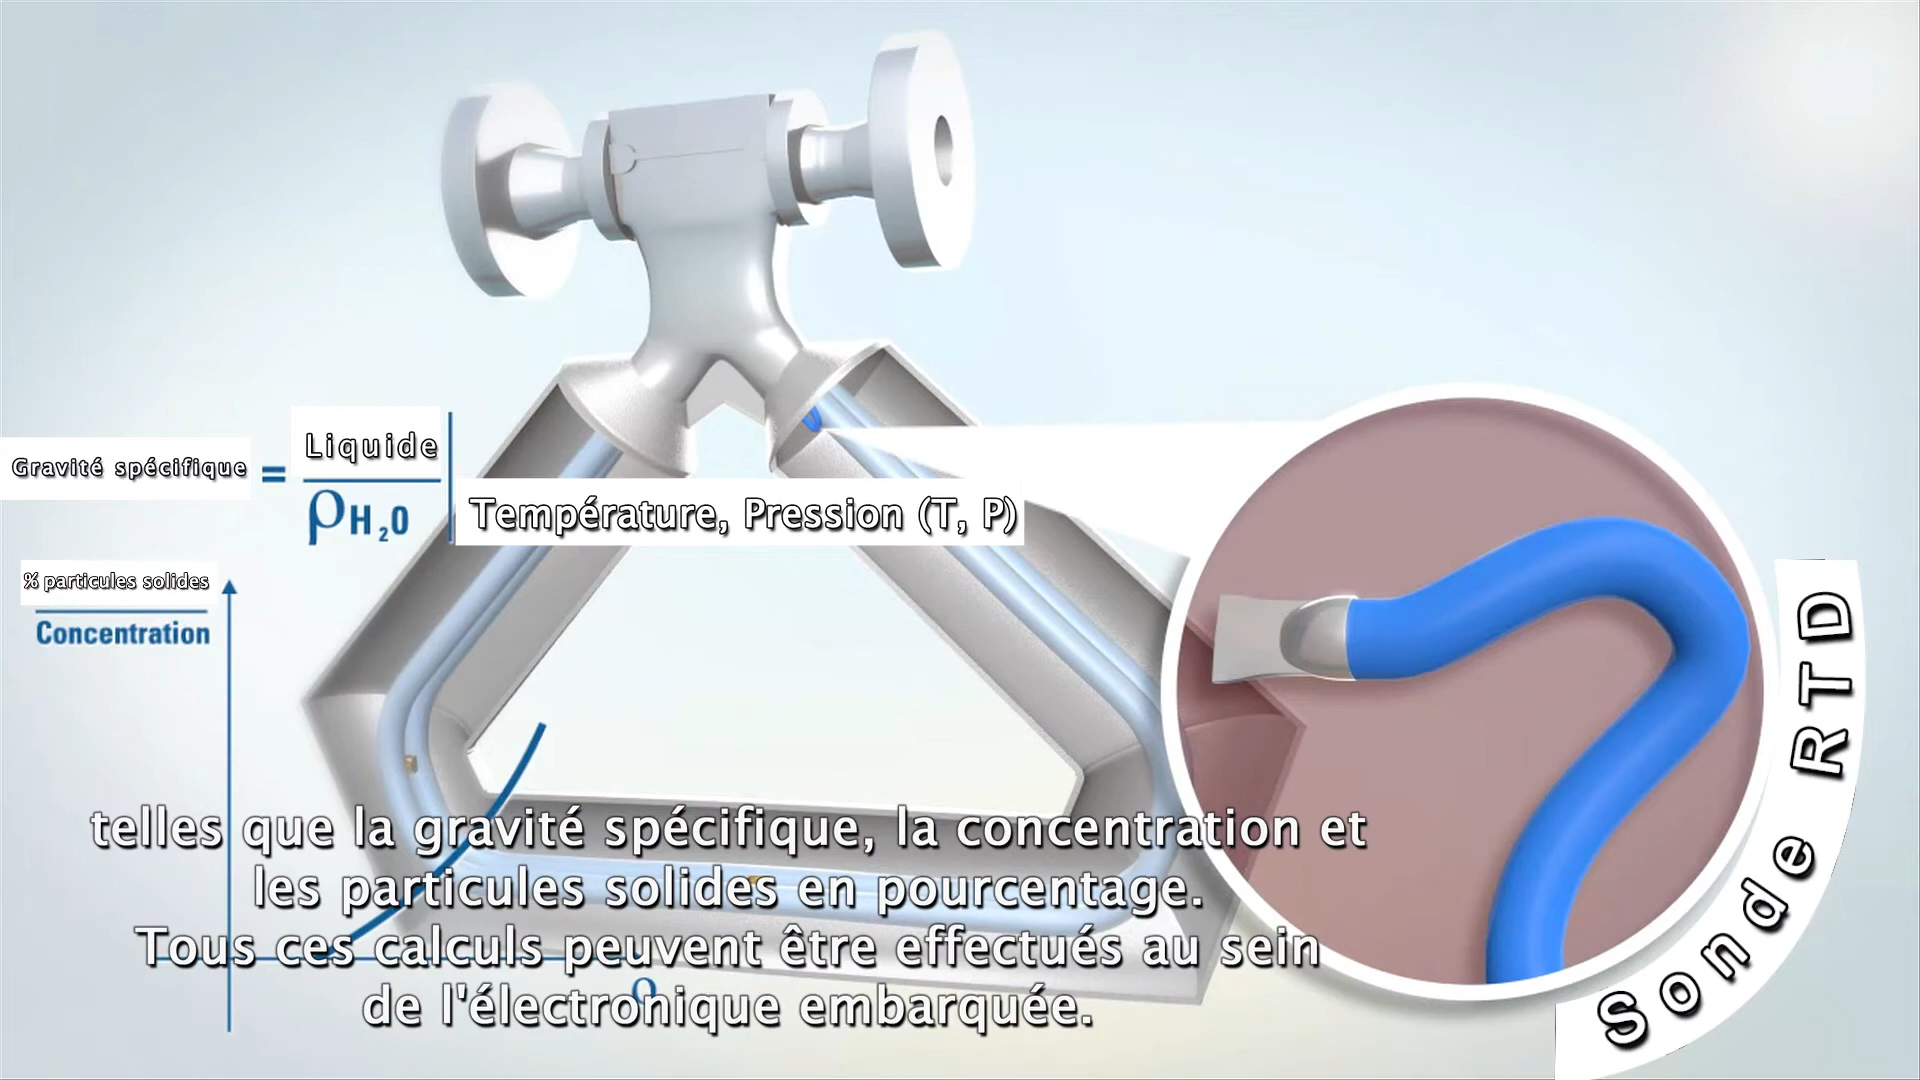 Gravité spécifique = Liquide
ρH₂O
Température, Pression (T, P)
% particules solides
Concentration
Sonde RTD
telles que la gravité spécifique, la concentration et
les particules solides en pourcentage.
Tous ces calculs peuvent être effectués au sein
de l'électronique embarquée.
ρ